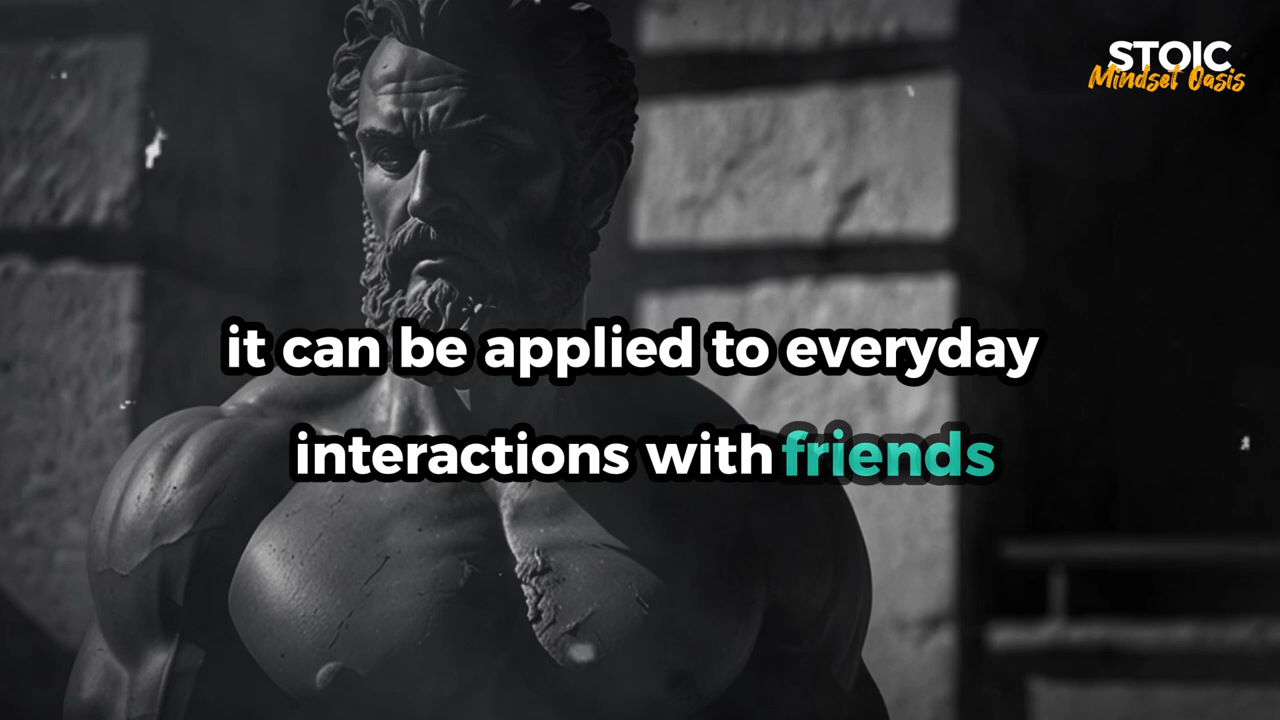 STOIC
Mindset Oasis
it can be applied to everyday
interactions with friends